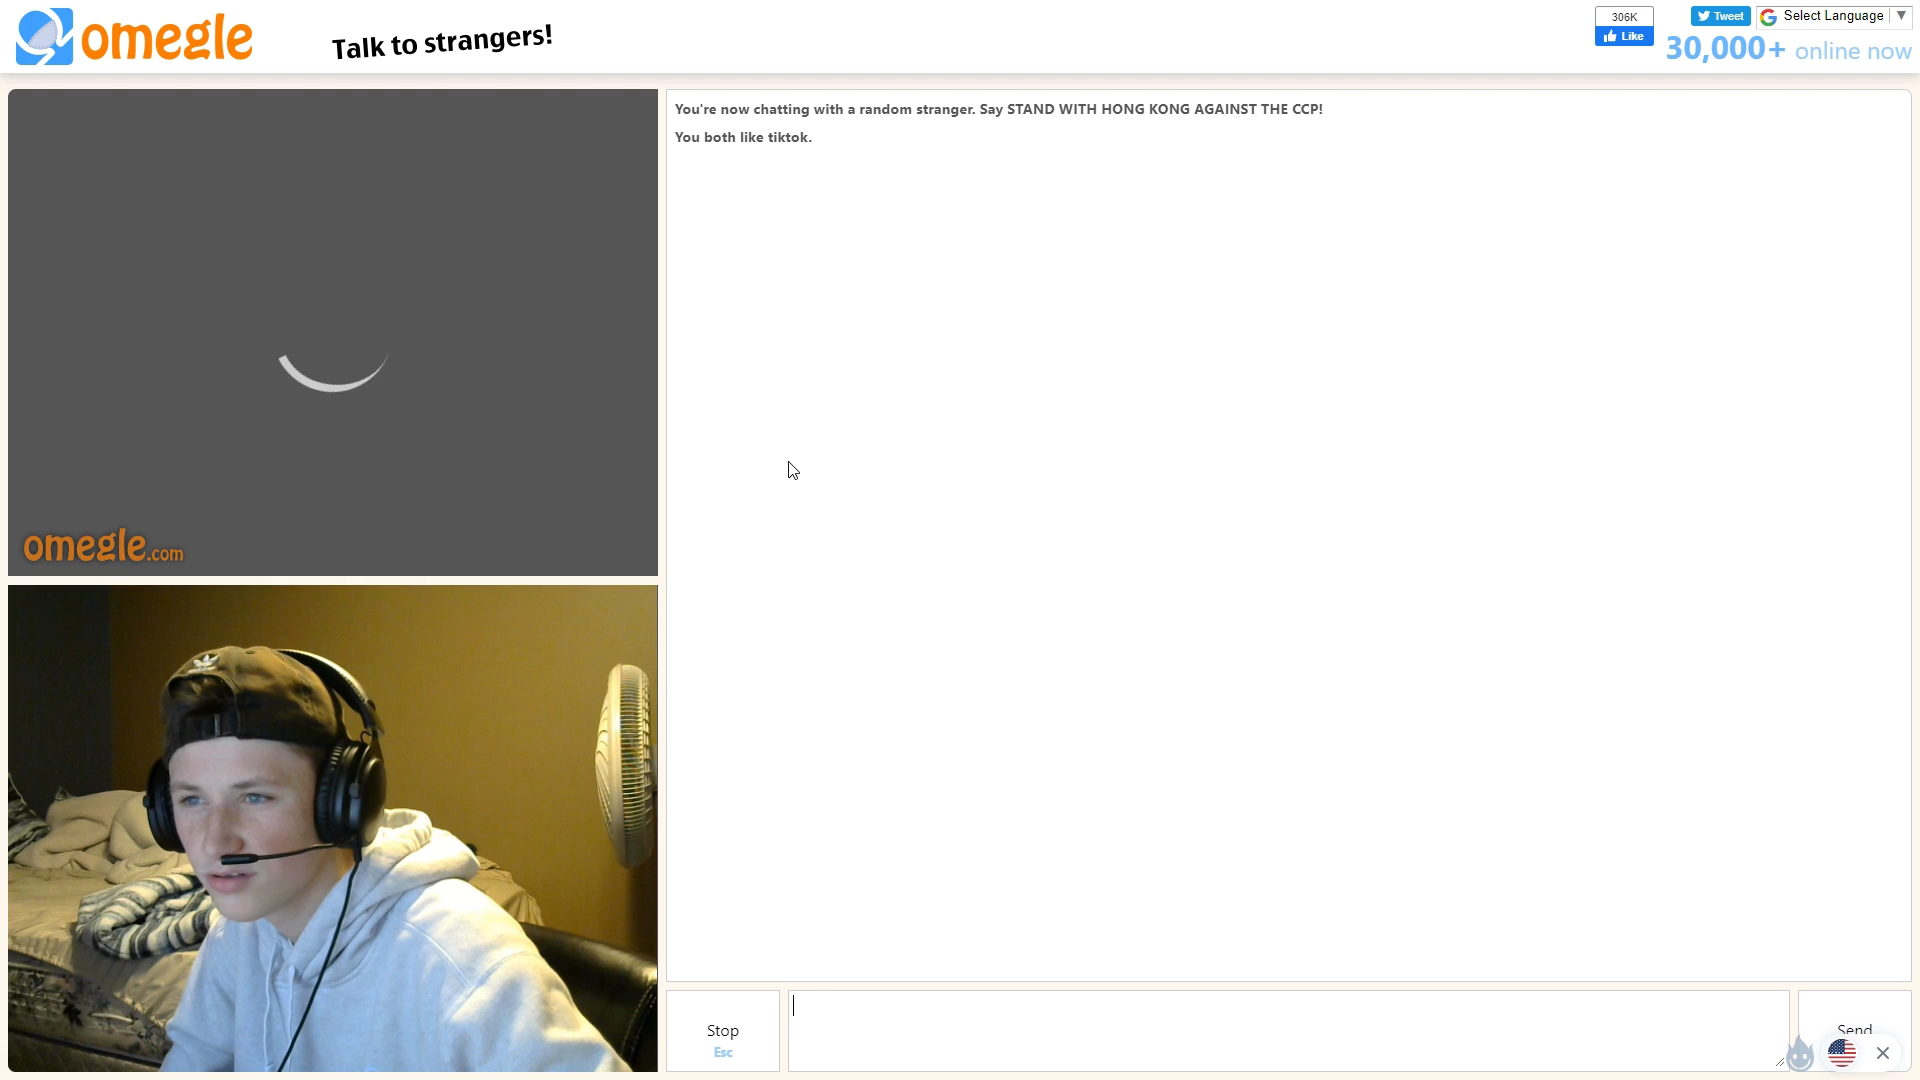 omegle
Talk to strangers!
306K
Like
Tweet
Select Language
30,000+ online now
You're now chatting with a random stranger. Say STAND WITH HONG KONG AGAINST THE CCP!
You both like tiktok.
omegle.com
Stop
Esc
Send